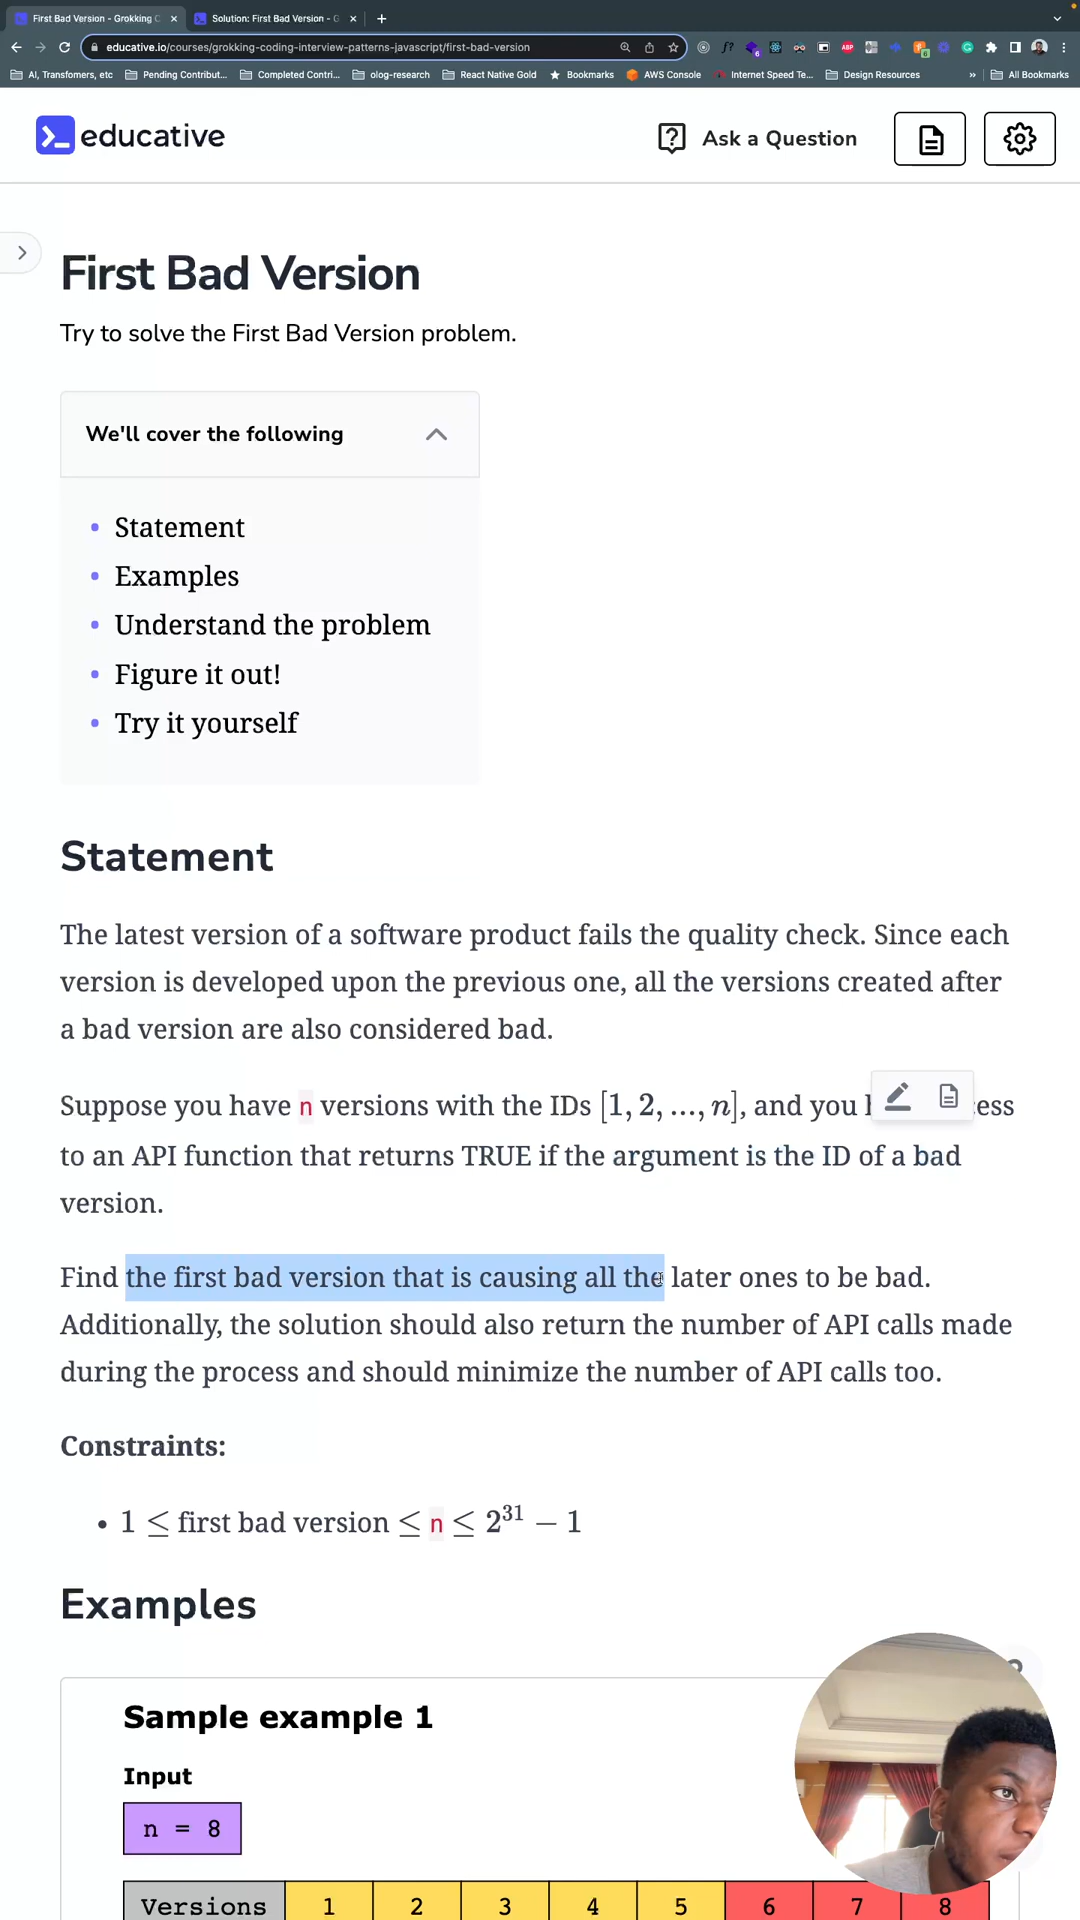 First Bad Version - Grokking C
Solution: First Bad Version - G
educative.io/courses/grokking-coding-interview-patterns-javascript/first-bad-version
AI, Transfomers, etc
Pending Contribut...
Completed Contri...
olog-research
React Native Gold
Bookmarks
AWS Console
Internet Speed Te...
Design Resources
»
All Bookmarks
educative
Ask a Question
First Bad Version
Try to solve the First Bad Version problem.
We'll cover the following
• Statement
• Examples
• Understand the problem
• Figure it out!
• Try it yourself
Statement
The latest version of a software product fails the quality check. Since each
version is developed upon the previous one, all the versions created after
a bad version are also considered bad.
Suppose you have n versions with the IDs [1, 2, ..., n], and you
to an API function that returns TRUE if the argument is the ID of a bad
version.
Find the first bad version that is causing all the later ones to be bad.
Additionally, the solution should also return the number of API calls made
during the process and should minimize the number of API calls too.
Constraints:
• 1 ≤ first bad version ≤ n ≤ 2³¹ − 1
Examples
Sample example 1
Input
n = 8
Versions 1 2 3 4 5 6 7 8